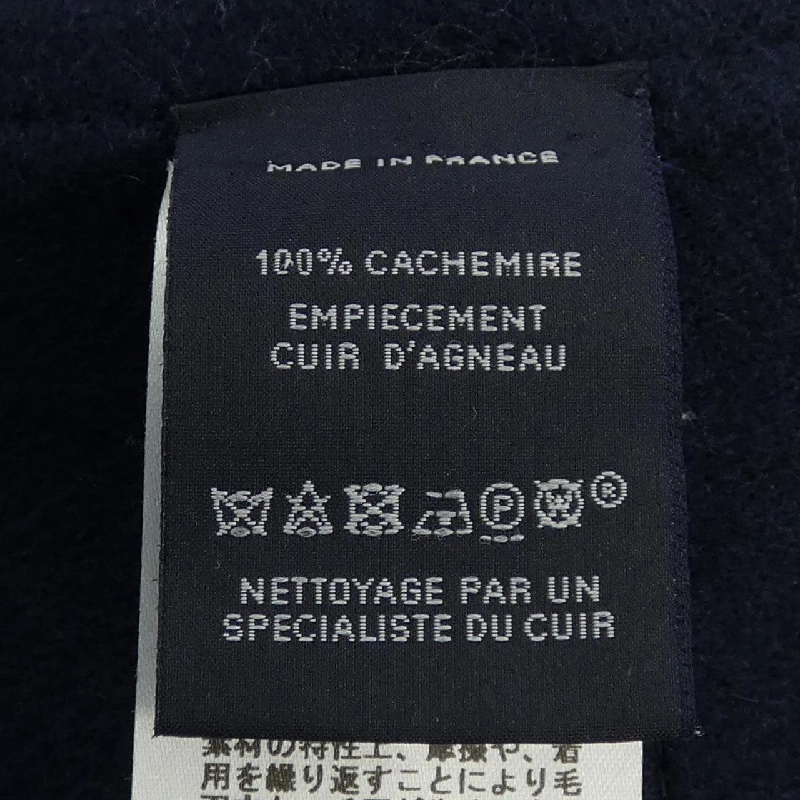 MADE IN FRANCE
100% CACHEMIRE
EMPIECEMENT
CUIR D'AGNEAU
P W ®
NETTOYAGE PAR UN
SPECIALISTE DU CUIR
素材の特性上、摩擦や、着
用を繰り返すことにより毛